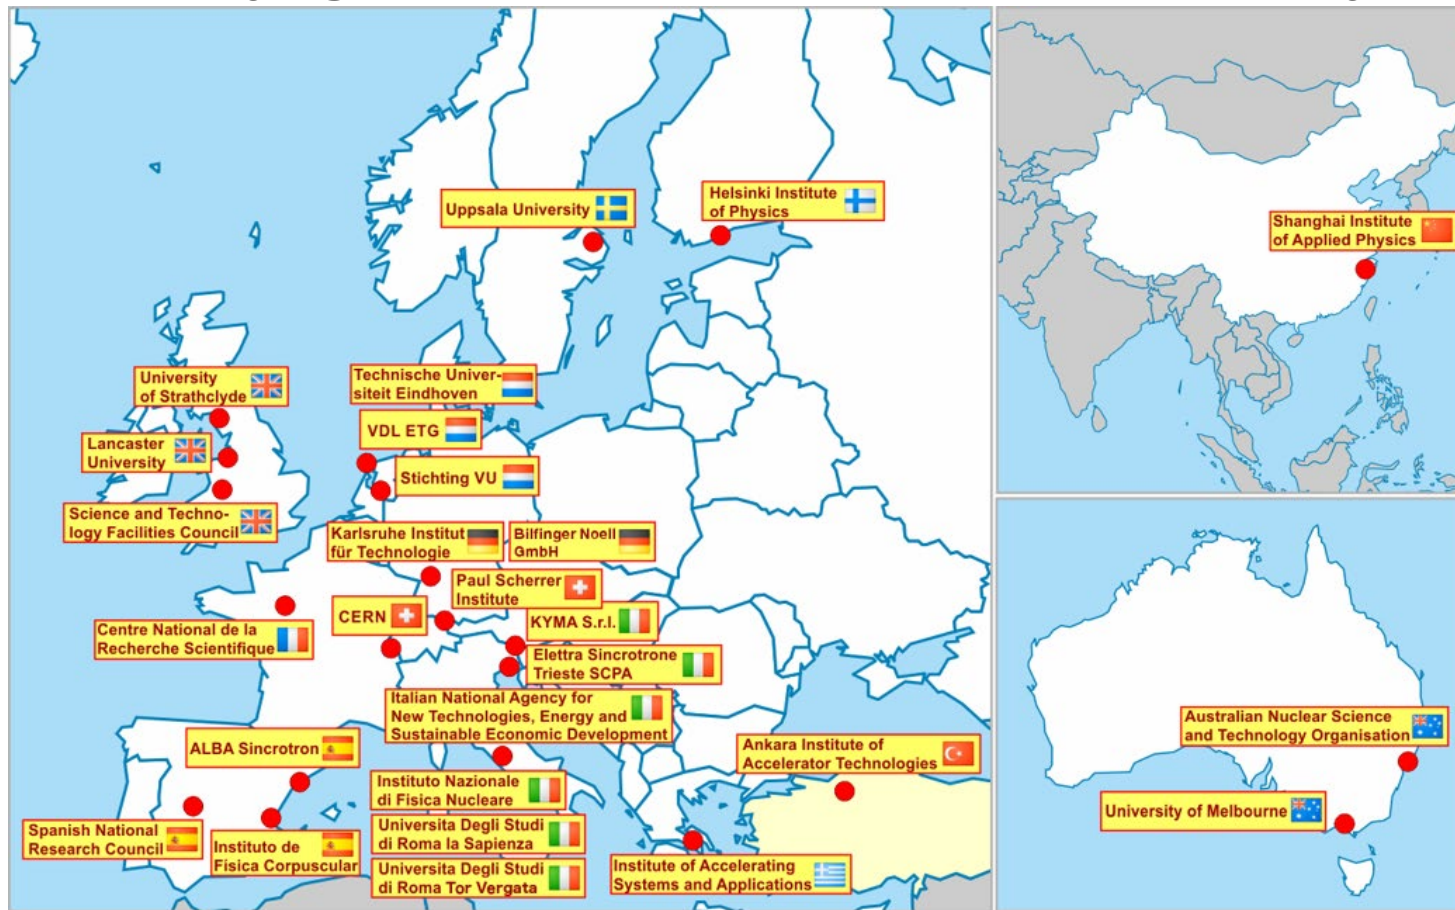 Uppsala University
Helsinki Institute
of Physics
Shanghai Institute
of Applied Physics
University
of Strathclyde
Technische Univer-
siteit Eindhoven
VDL ETG
Lancaster
University
Stichting VU
Science and Techno-
logy Facilities Council
Karlsruhe Institut
für Technologie
Bilfinger Noell
GmbH
Paul Scherrer
Institute
CERN
KYMA S.r.l.
Centre National de la
Recherche Scientifique
Elettra Sincrotrone
Trieste SCPA
Italian National Agency for
New Technologies, Energy and
Sustainable Economic Development
ALBA Sincrotron
Ankara Institute of
Accelerator Technologies
Australian Nuclear Science
and Technology Organisation
Instituto Nazionale
di Fisica Nucleare
University of Melbourne
Spanish National
Research Council
Instituto de
Física Corpuscular
Universita Degli Studi
di Roma la Sapienza
Universita Degli Studi
di Roma Tor Vergata
Institute of Accelerating
Systems and Applications